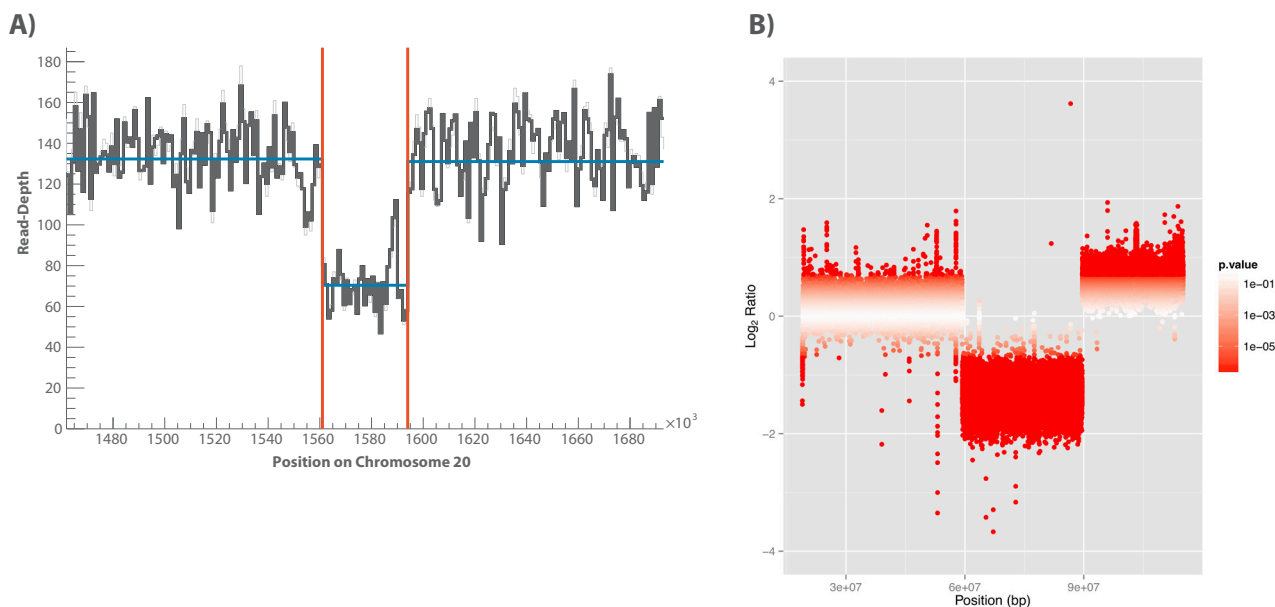 A)
180
160
140
120
100
80
60
40
20
0
Read-Depth
1480 1500 1520 1540 1560 1580 1600 1620 1640 1660 1680 ×10³
Position on Chromosome 20
B)
4
2
0
−2
−4
Log₂ Ratio
3e+07 6e+07 9e+07
Position (bp)
p.value
1e−01
1e−03
1e−05